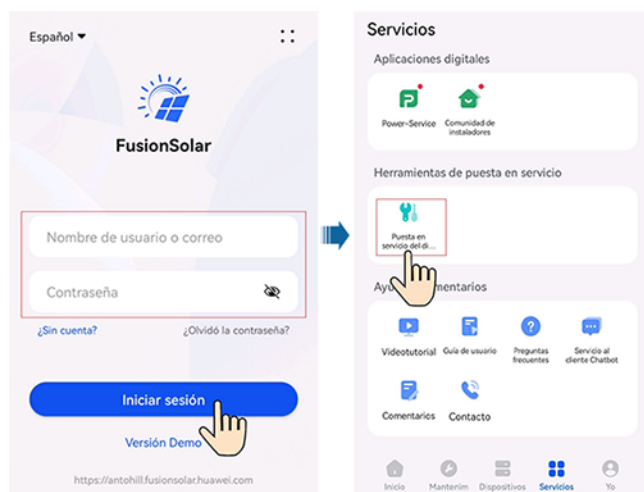 Español
FusionSolar
Nombre de usuario o correo
Contraseña
¿Sin cuenta?
¿Olvidó la contraseña?
Iniciar sesión
Versión Demo
https://antohill.fusionsolar.huawei.com
Servicios
Aplicaciones digitales
Power-Service
Comunidad de
instaladores
Herramientas de puesta en servicio
Puesta en
servicio del di...
Ayu mentarios
Videotutorial
Guía de usuario
Preguntas
frecuentes
Servicio al
cliente Chatbot
Comentarios
Contacto
Inicio
Mantenim
Dispositivos
Servicios
Yo